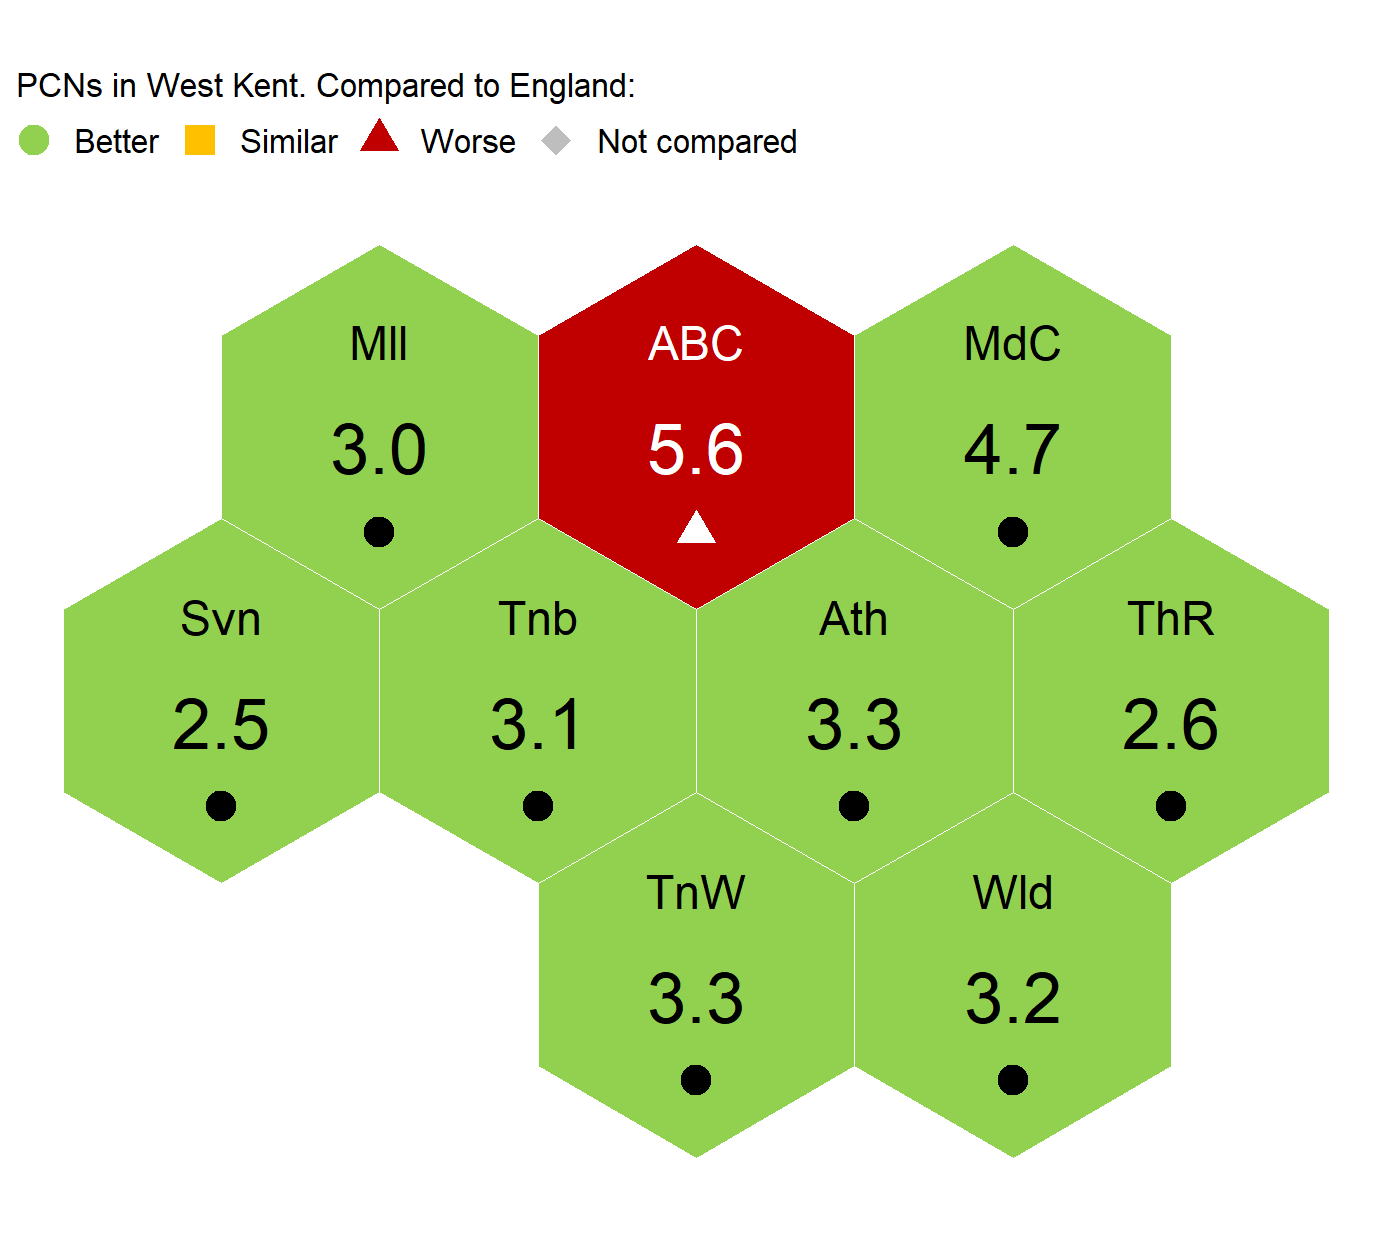 PCNs in West Kent. Compared to England:
Better Similar Worse Not compared
Mll ABC MdC
3.0 5.6 4.7
Svn Tnb Ath ThR
2.5 3.1 3.3 2.6
TnW Wld
3.3 3.2